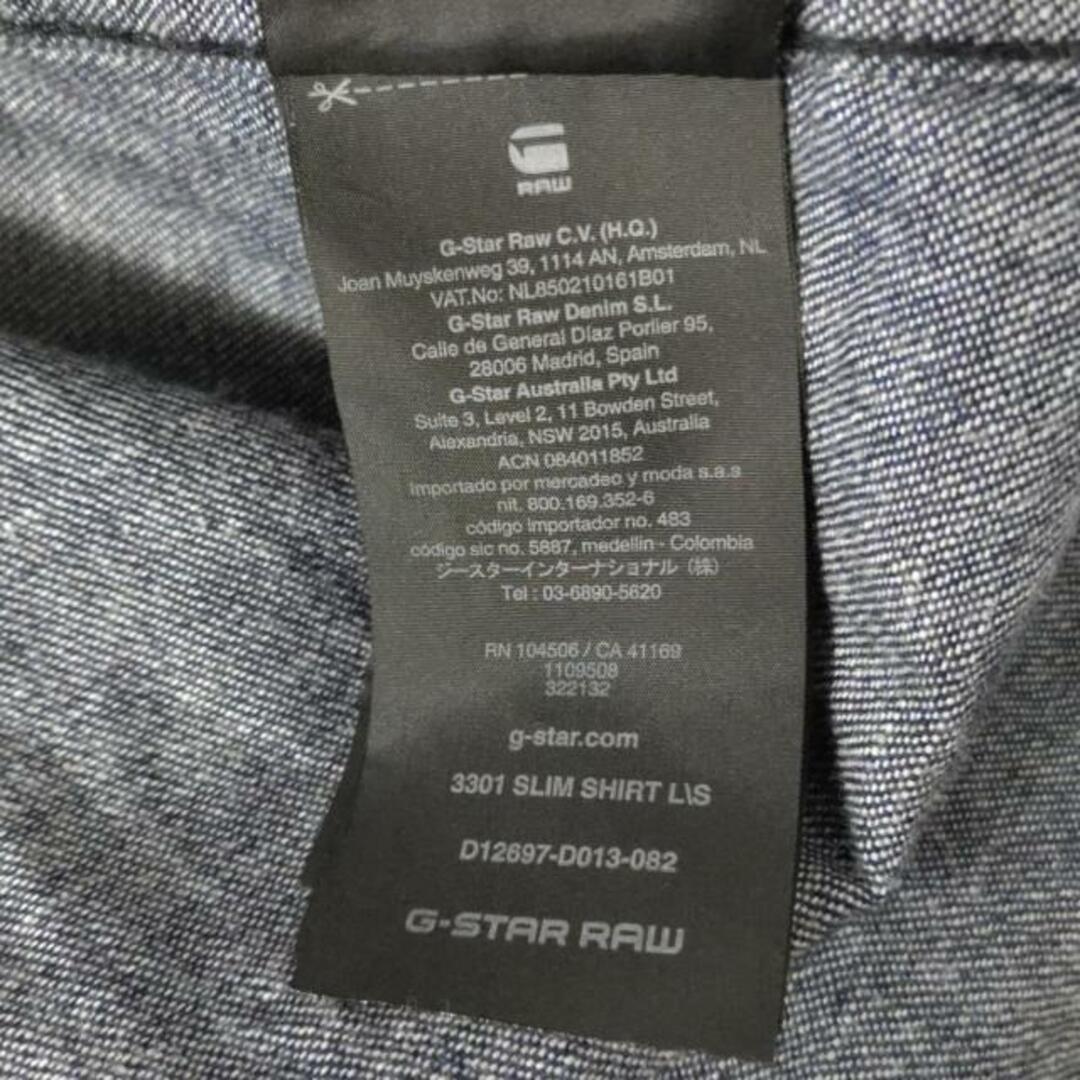 RAW
G-Star Raw C.V. (H.Q.)
Joan Muyskenweg 39, 1114 AN, Amsterdam, NL
VAT.No: NL850210161B01
G-Star Raw Denim S.L.
Calle de General Díaz Porlier 95,
28006 Madrid, Spain
G-Star Australia Pty Ltd
Suite 3, Level 2, 11 Bowden Street,
Alexandria, NSW 2015, Australia
ACN 084011852
importado por mercadeo y moda s.a.s
nit. 800.169.352-6
código importador no. 483
código sic no. 5887, medellin - Colombia
ジースターインターナショナル (株)
Tel : 03-6890-5620
RN 104506 / CA 41169
1109508
322132
g-star.com
3301 SLIM SHIRT L\S
D12697-D013-082
G-STAR RAW